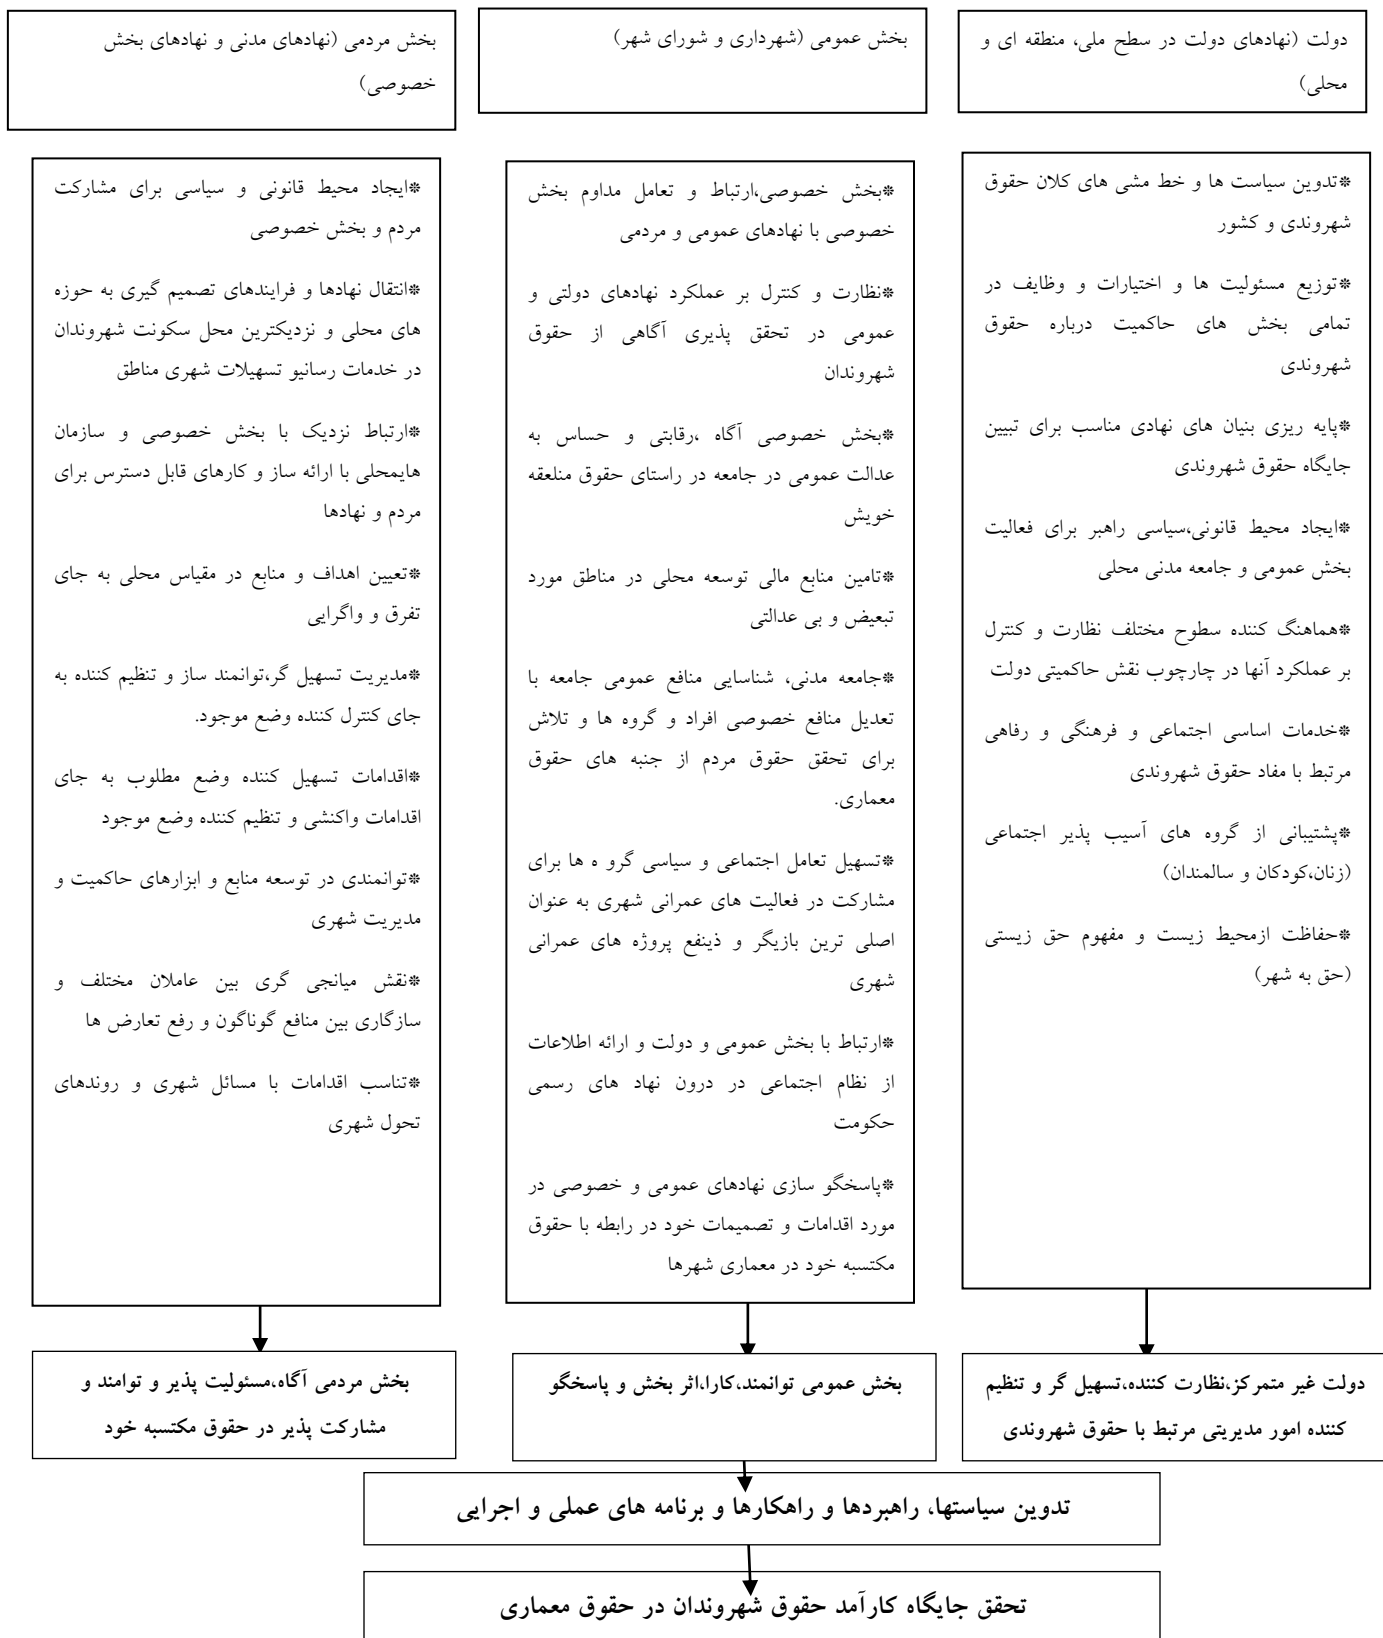 دولت (نهادهای دولت در سطح ملی، منطقه ای و
محلی)
بخش عمومی (شهرداری و شورای شهر)
بخش مردمی (نهادهای مدنی و نهادهای بخش
خصوصی)
*تدوین سیاست ها و خط مشی های کلان حقوق
شهروندی و کشور
*توزیع مسئولیت ها و اختیارات و وظایف در
تمامی بخش های حاکمیت درباره حقوق
شهروندی
*پایه ریزی بنیان های نهادی مناسب برای تبیین
جایگاه حقوق شهروندی
*ایجاد محیط قانونی،سیاسی راهبر برای فعالیت
بخش عمومی و جامعه مدنی محلی
*هماهنگ کننده سطوح مختلف نظارت و کنترل
بر عملکرد آنها در چارچوب نقش حاکمیتی دولت
*خدمات اساسی اجتماعی و فرهنگی و رفاهی
مرتبط با مفاد حقوق شهروندی
*پشتیبانی از گروه های آسیب پذیر اجتماعی
(زنان،کودکان و سالمندان)
*حفاظت ازمحیط زیست و مفهوم حق زیستی
(حق به شهر)
*بخش خصوصی،ارتباط و تعامل مداوم بخش
خصوصی با نهادهای عمومی و مردمی
*نظارت و کنترل بر عملکرد نهادهای دولتی و
عمومی در تحقق پذیری آگاهی از حقوق
شهروندان
*بخش خصوصی آگاه ،رقابتی و حساس به
عدالت عمومی در جامعه در راستای حقوق منلعقه
خویش
*تامین منابع مالی توسعه محلی در مناطق مورد
تبعیض و بی عدالتی
*جامعه مدنی، شناسایی منافع عمومی جامعه با
تعدیل منافع خصوصی افراد و گروه ها و تلاش
برای تحقق حقوق مردم از جنبه های حقوق
معماری.
*تسهیل تعامل اجتماعی و سیاسی گرو ه ها برای
مشارکت در فعالیت های عمرانی شهری به عنوان
اصلی ترین بازیگر و ذینفع پروژه های عمرانی
شهری
*ارتباط با بخش عمومی و دولت و ارائه اطلاعات
از نظام اجتماعی در درون نهاد های رسمی
حکومت
*پاسخگو سازی نهادهای عمومی و خصوصی در
مورد اقدامات و تصمیمات خود در رابطه با حقوق
مکتسبه خود در معماری شهرها
*ایجاد محیط قانونی و سیاسی برای مشارکت
مردم و بخش خصوصی
*انتقال نهادها و فرایندهای تصمیم گیری به حوزه
های محلی و نزدیکترین محل سکونت شهروندان
در خدمات رسانیو تسهیلات شهری مناطق
*ارتباط نزدیک با بخش خصوصی و سازمان
هایمحلی با ارائه ساز و کارهای قابل دسترس برای
مردم و نهادها
*تعیین اهداف و منابع در مقیاس محلی به جای
تفرق و واگرایی
*مدیریت تسهیل گر،توانمند ساز و تنظیم کننده به
جای کنترل کننده وضع موجود.
*اقدامات تسهیل کننده وضع مطلوب به جای
اقدامات واکنشی و تنظیم کننده وضع موجود
*توانمندی در توسعه منابع و ابزارهای حاکمیت و
مدیریت شهری
*نقش میانجی گری بین عاملان مختلف و
سازگاری بین منافع گوناگون و رفع تعارض ها
*تناسب اقدامات با مسائل شهری و روندهای
تحول شهری
دولت غیر متمرکز،نظارت کننده،تسهیل گر و تنظیم
کننده امور مدیریتی مرتبط با حقوق شهروندی
بخش عمومی توانمند،کارا،اثر بخش و پاسخگو
بخش مردمی آگاه،مسئولیت پذیر و توامند و
مشارکت پذیر در حقوق مکتسبه خود
تدوین سیاستها، راهبردها و راهکارها و برنامه های عملی و اجرایی
تحقق جایگاه کارآمد حقوق شهروندان در حقوق معماری